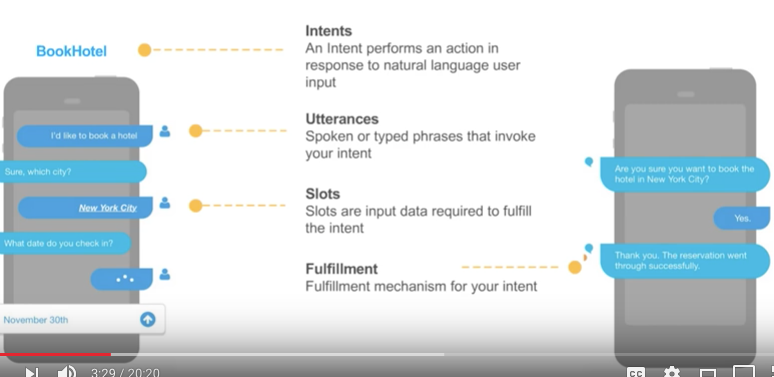 BookHotel
Intents
An Intent performs an action in
response to natural language user
input
I'd like to book a hotel
Utterances
Spoken or typed phrases that invoke
your intent
Sure, which city?
New York City
Slots
Slots are input data required to fulfill
the intent
What date do you check in?
Fulfillment
Fulfillment mechanism for your intent
November 30th
Are you sure you want to book the
hotel in New York City?
Yes.
Thank you. The reservation went
through successfully.
3:29 / 20:20
CC